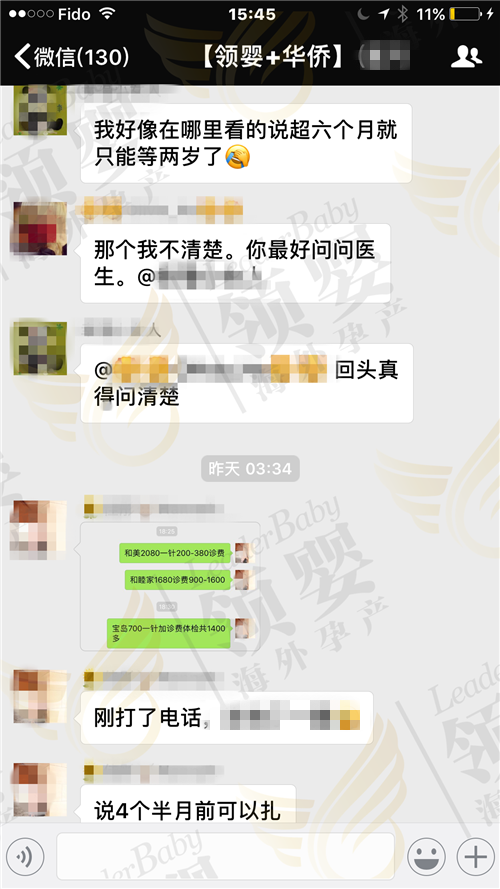 Fido 15:45 11%
微信(130) 【领婴+华侨】(
我好像在哪里看的说超六个月就
只能等两岁了
那个我不清楚。你最好问问医
生。@
人
@ 回头真
得问清楚
昨天 03:34
16:25
和美2080一针200-380诊费
和睦家1680诊费900-1600
宝岛700一针加诊费体检共1400
多
刚打了电话,
说4个半月前可以扎
LeaderBaby
领婴
海外孕产